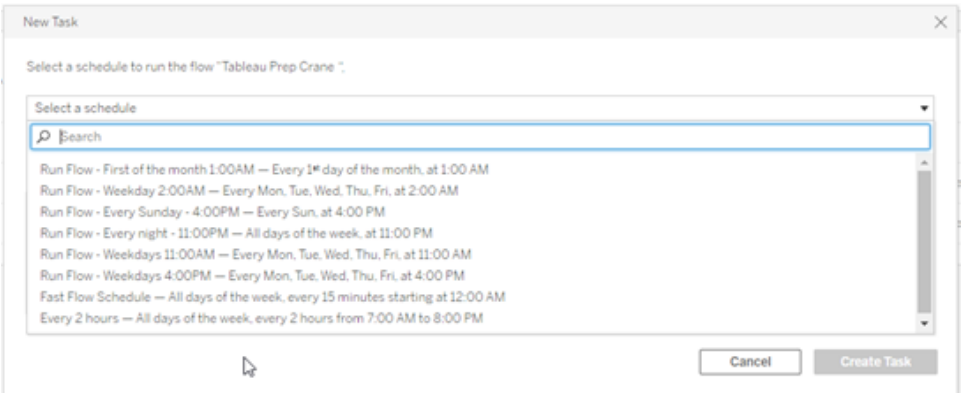 New Task
Select a schedule to run the flow "Tableau Prep Crane ".
Select a schedule
Search
Run Flow - First of the month 1:00AM — Every 1st day of the month, at 1:00 AM
Run Flow - Weekday 2:00AM — Every Mon, Tue, Wed, Thu, Fri, at 2:00 AM
Run Flow - Every Sunday - 4:00PM — Every Sun, at 4:00 PM
Run Flow - Every night - 11:00PM — All days of the week, at 11:00 PM
Run Flow - Weekdays 11:00AM — Every Mon, Tue, Wed, Thu, Fri, at 11:00 AM
Run Flow - Weekdays 4:00PM — Every Mon, Tue, Wed, Thu, Fri, at 4:00 PM
Fast Flow Schedule — All days of the week, every 15 minutes starting at 12:00 AM
Every 2 hours — All days of the week, every 2 hours from 7:00 AM to 8:00 PM
Cancel
Create Task